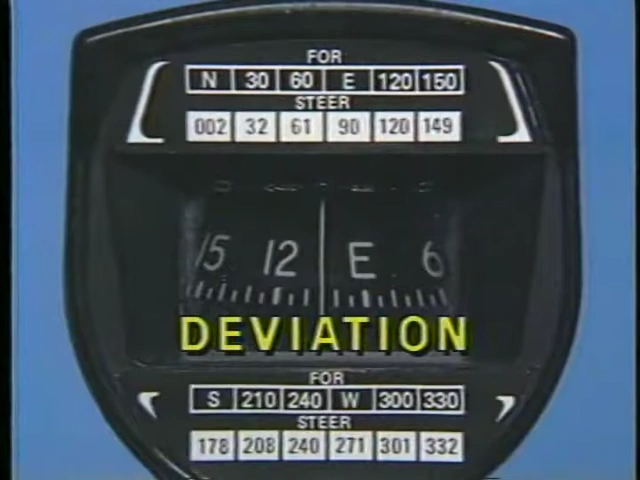 FOR
N 30 60 E 120 150
STEER
002 32 61 90 120 149
15 12 E 6
DEVIATION
FOR
S 210 240 W 300 330
STEER
178 208 240 271 301 332